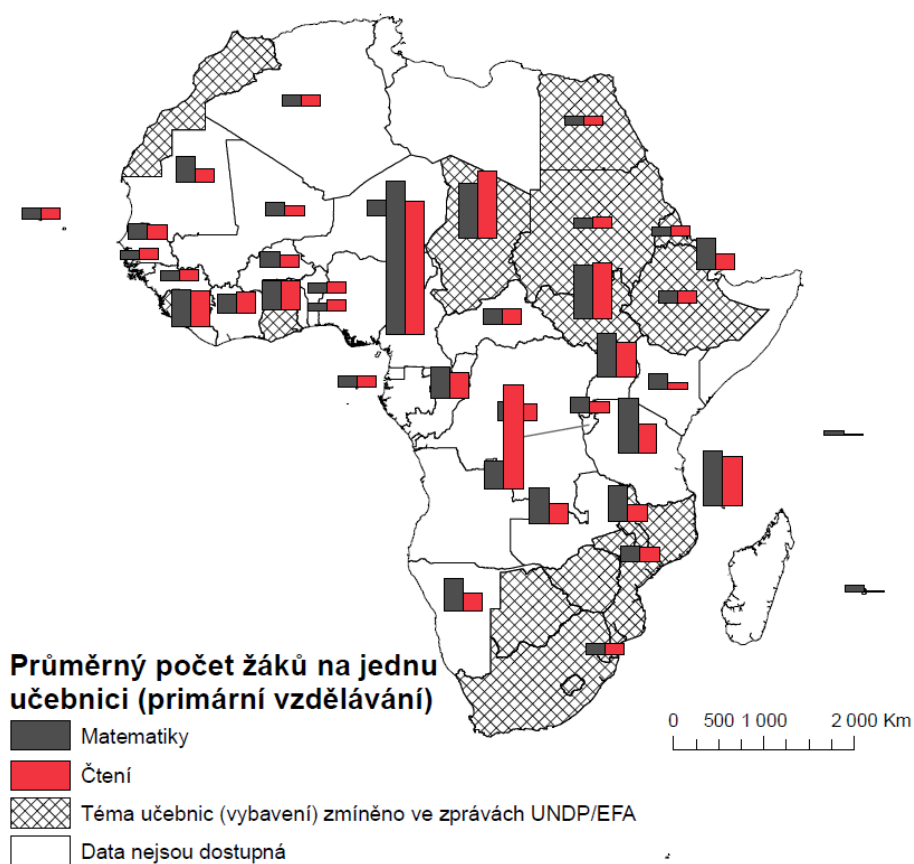 Průměrný počet žáků na jednu
učebnici (primární vzdělávání)
Matematiky
Čtení
Téma učebnic (vybavení) zmíněno ve zprávách UNDP/EFA
Data nejsou dostupná
0 500 1 000 2 000 Km